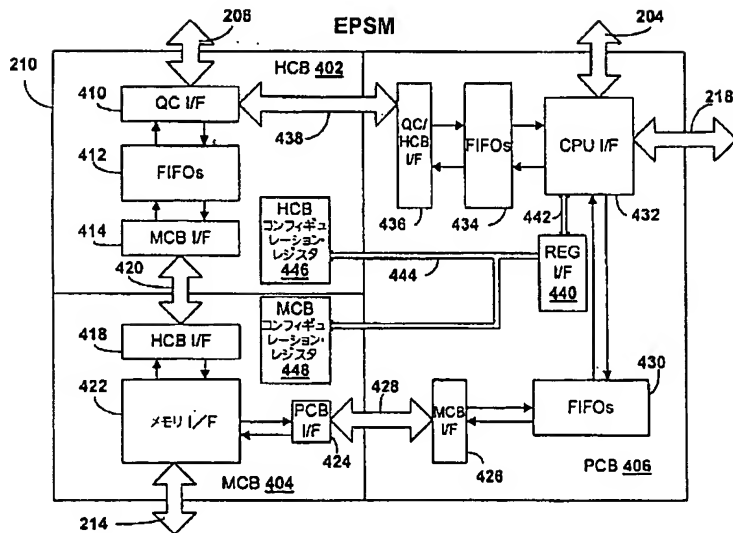 208
EPSM
204
210
HCB 402
410
QC I/F
438
218
412
FIFOs
QC/
HCB
I/F
FIFOs
CPU I/F
414
MCB I/F
436
434
442
432
420
HCB
コンフィギュ
レーション・
レジスタ
446
444
REG
I/F
440
MCB
コンフィギュ
レーション・
レジスタ
448
418
HCB I/F
422
メモリ I/F
428
430
FIFOs
PCB
I/F
424
MCB
I/F
426
MCB 404
PCB 406
214